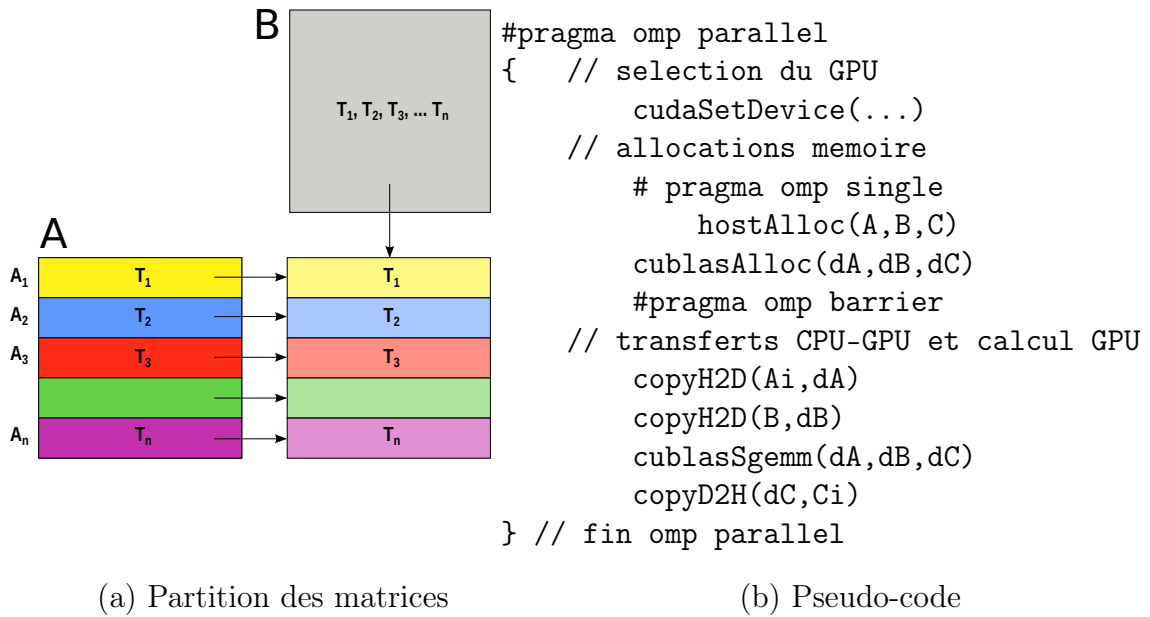 B
T₁, T₂, T₃, ... Tₙ
A
A₁ T₁ T₁
A₂ T₂ T₂
A₃ T₃ T₃
Aₙ Tₙ Tₙ
(a) Partition des matrices
#pragma omp parallel
{ // selection du GPU
cudaSetDevice(...)
// allocations memoire
# pragma omp single
hostAlloc(A,B,C)
cublasAlloc(dA,dB,dC)
#pragma omp barrier
// transferts CPU-GPU et calcul GPU
copyH2D(Ai,dA)
copyH2D(B,dB)
cublasSgemm(dA,dB,dC)
copyD2H(dC,Ci)
} // fin omp parallel
(b) Pseudo-code